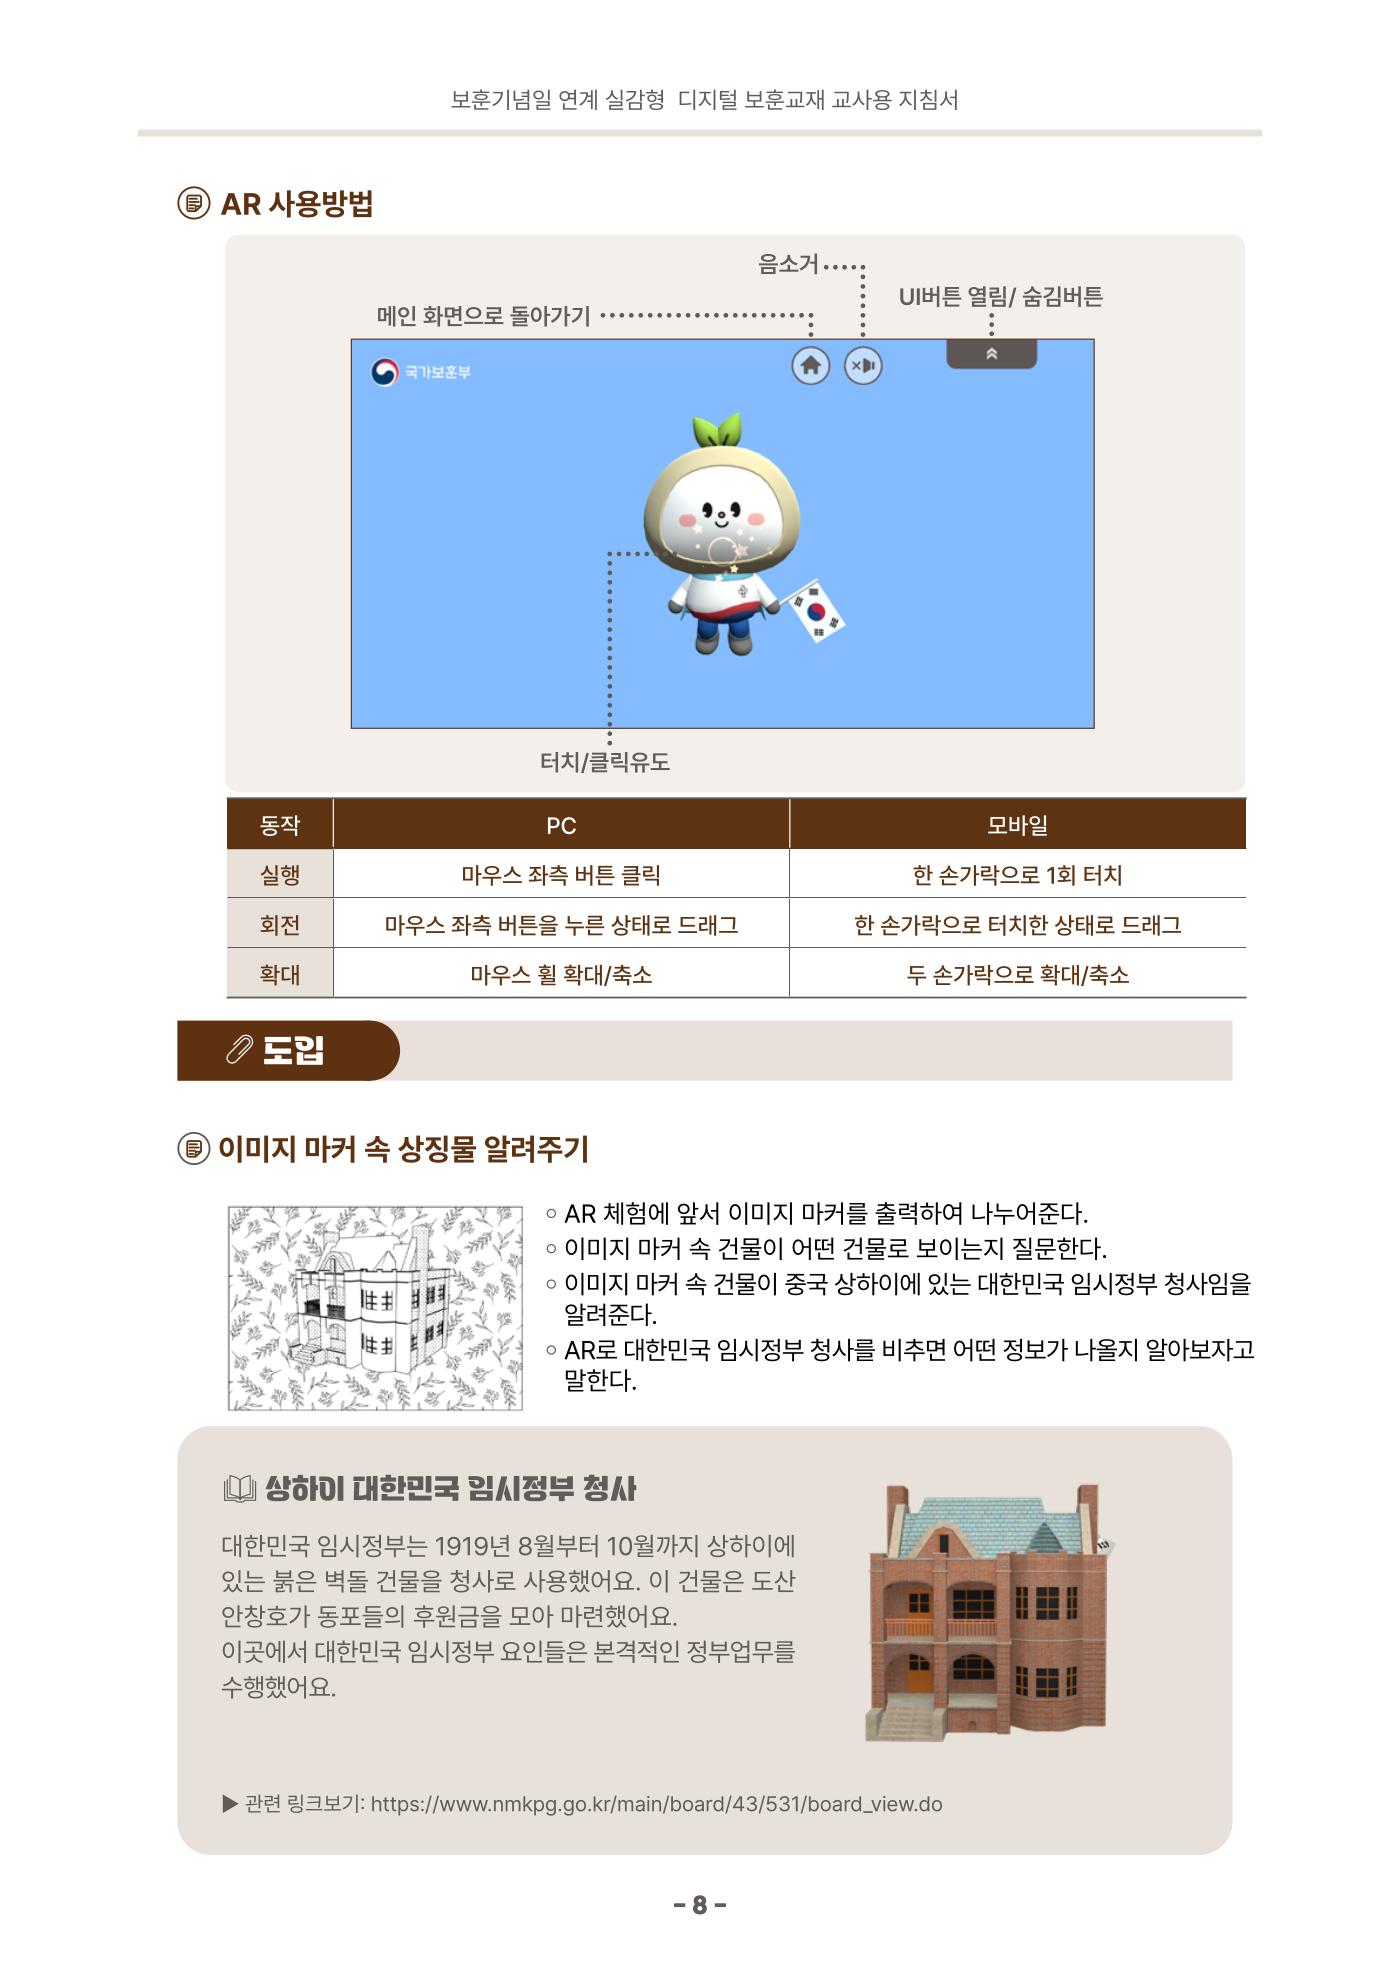 보훈기념일 연계 실감형 디지털 보훈교재 교사용 지침서
AR 사용방법
음소거
UI버튼 열림/ 숨김버튼
메인 화면으로 돌아가기
국가보훈부
터치/클릭유도
동작 PC 모바일
실행 마우스 좌측 버튼 클릭 한 손가락으로 1회 터치
회전 마우스 좌측 버튼을 누른 상태로 드래그 한 손가락으로 터치한 상태로 드래그
확대 마우스 휠 확대/축소 두 손가락으로 확대/축소
도입
이미지 마커 속 상징물 알려주기
◦ AR 체험에 앞서 이미지 마커를 출력하여 나누어준다.
◦ 이미지 마커 속 건물이 어떤 건물로 보이는지 질문한다.
◦ 이미지 마커 속 건물이 중국 상하이에 있는 대한민국 임시정부 청사임을
알려준다.
◦ AR로 대한민국 임시정부 청사를 비추면 어떤 정보가 나올지 알아보자고
말한다.
상하이 대한민국 임시정부 청사
대한민국 임시정부는 1919년 8월부터 10월까지 상하이에
있는 붉은 벽돌 건물을 청사로 사용했어요. 이 건물은 도산
안창호가 동포들의 후원금을 모아 마련했어요.
이곳에서 대한민국 임시정부 요인들은 본격적인 정부업무를
수행했어요.
▶ 관련 링크보기: https://www.nmkpg.go.kr/main/board/43/531/board_view.do
- 8 -